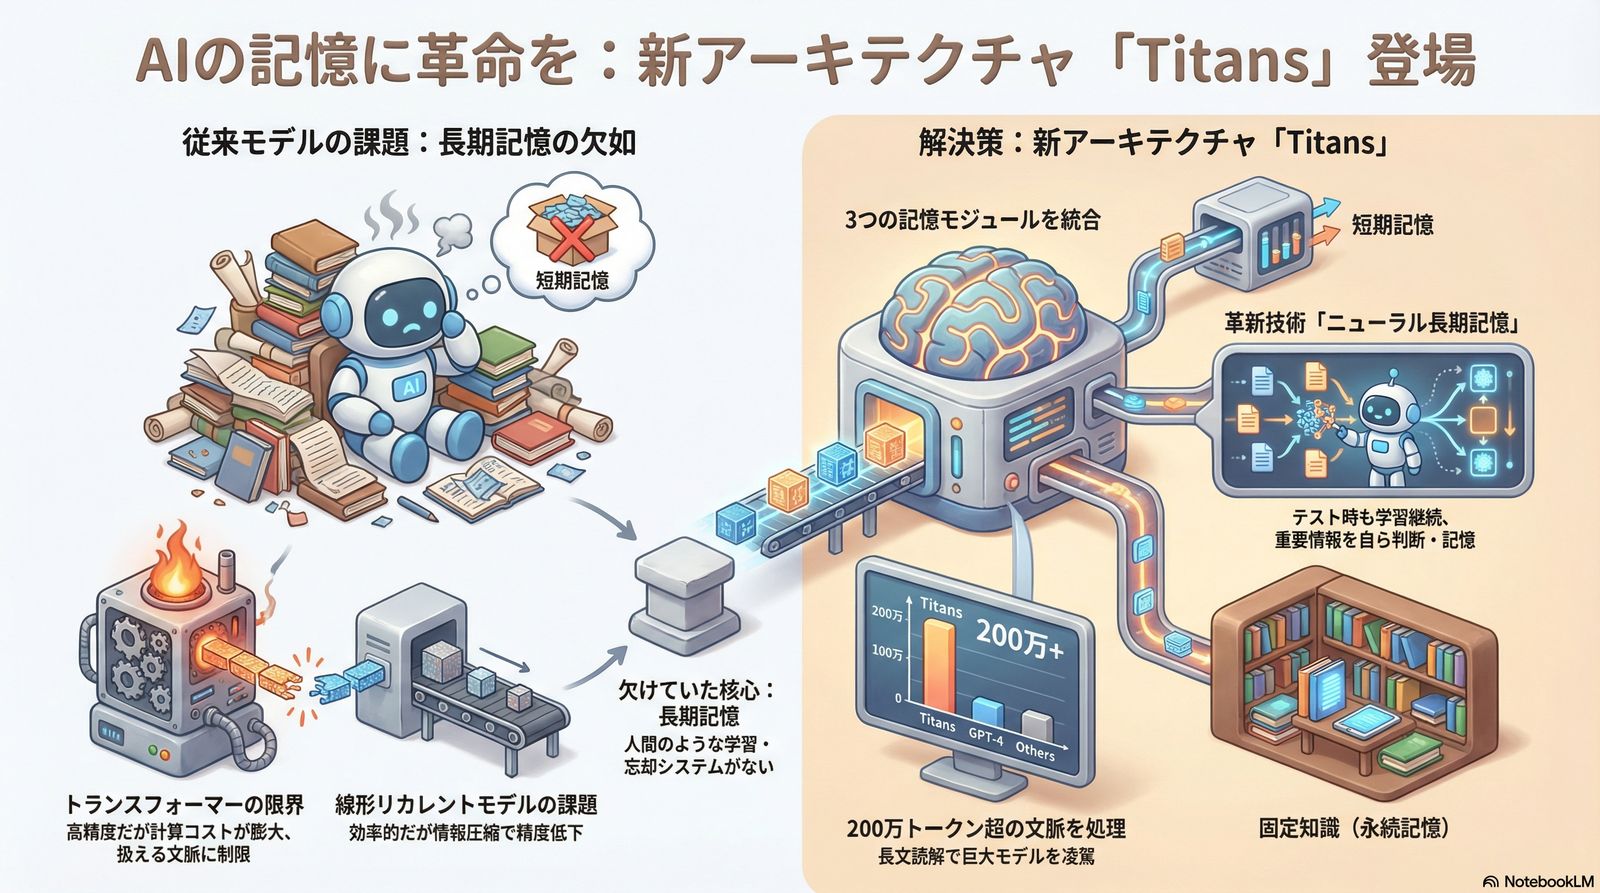 AIの記憶に革命を：新アーキテクチャ「Titans」登場
従来モデルの課題：長期記憶の欠如
短期記憶
AI
トランスフォーマーの限界
高精度だが計算コストが膨大、
扱える文脈に制限
線形リカレントモデルの課題
効率的だが情報圧縮で精度低下
欠けていた核心：
長期記憶
人間のような学習・
忘却システムがない
解決策：新アーキテクチャ「Titans」
3つの記憶モジュールを統合
短期記憶
革新技術「ニューラル長期記憶」
テスト時も学習継続、
重要情報を自ら判断・記憶
Titans
200万+
200万
100万
0
Titans
GPT-4
Others
200万トークン超の文脈を処理
長文読解で巨大モデルを凌駕
固定知識（永続記憶）
NotebookLM